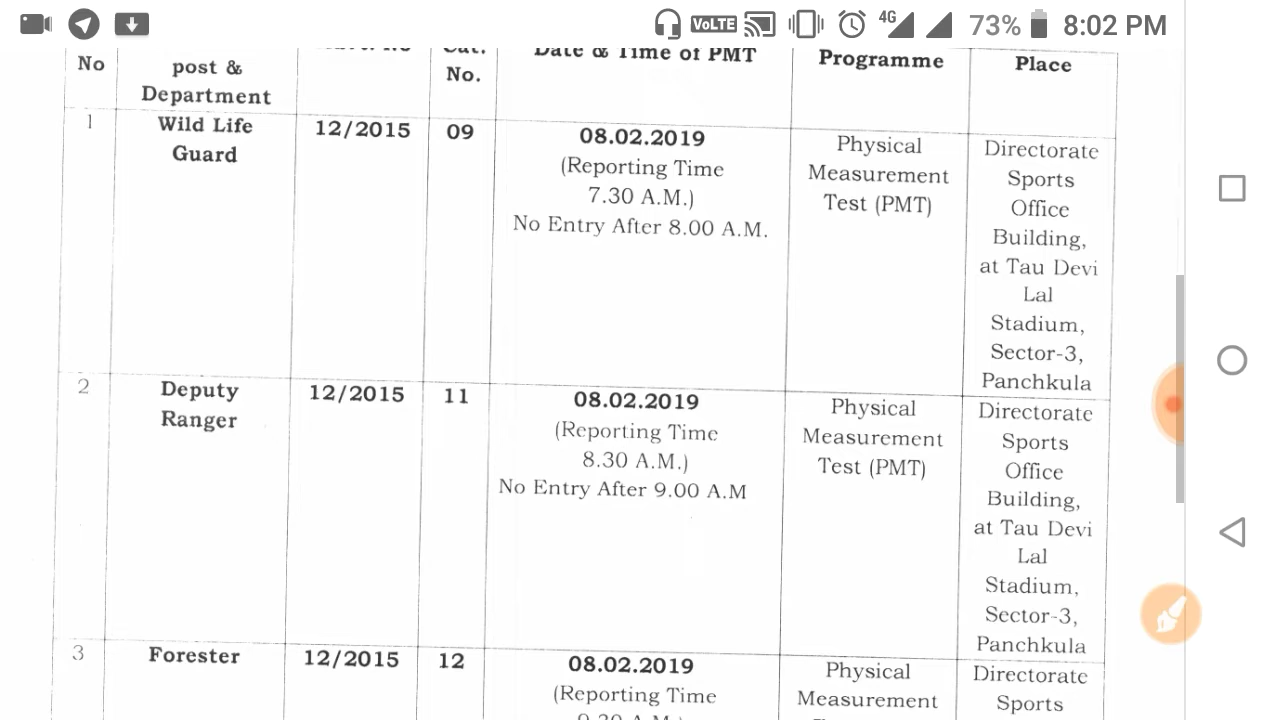 VoLTE 4G 73% 8:02 PM
No
post &
Department
Cat.
No.
Date & Time of PMT
Programme
Place
1
Wild Life
Guard
12/2015
09
08.02.2019
(Reporting Time
7.30 A.M.)
No Entry After 8.00 A.M.
Physical
Measurement
Test (PMT)
Directorate
Sports
Office
Building,
at Tau Devi
Lal
Stadium,
Sector-3,
Panchkula
2
Deputy
Ranger
12/2015
11
08.02.2019
(Reporting Time
8.30 A.M.)
No Entry After 9.00 A.M
Physical
Measurement
Test (PMT)
Directorate
Sports
Office
Building,
at Tau Devi
Lal
Stadium,
Sector-3,
Panchkula
3
Forester
12/2015
12
08.02.2019
(Reporting Time
Physical
Measurement
Directorate
Sports